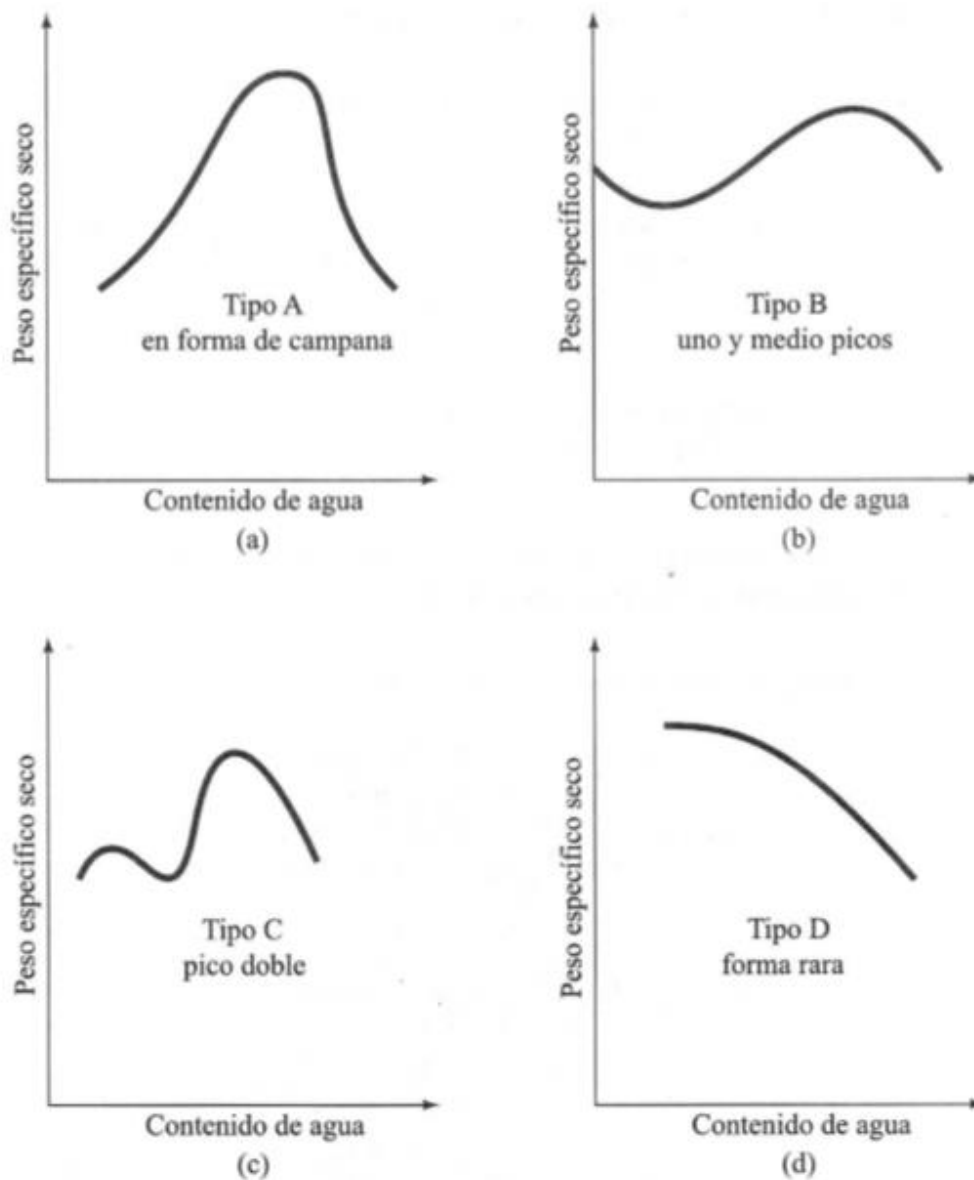 Peso específico seco
Tipo A
en forma de campana
Contenido de agua
(a)
Peso específico seco
Tipo B
uno y medio picos
Contenido de agua
(b)
Peso específico seco
Tipo C
pico doble
Contenido de agua
(c)
Peso específico seco
Tipo D
forma rara
Contenido de agua
(d)